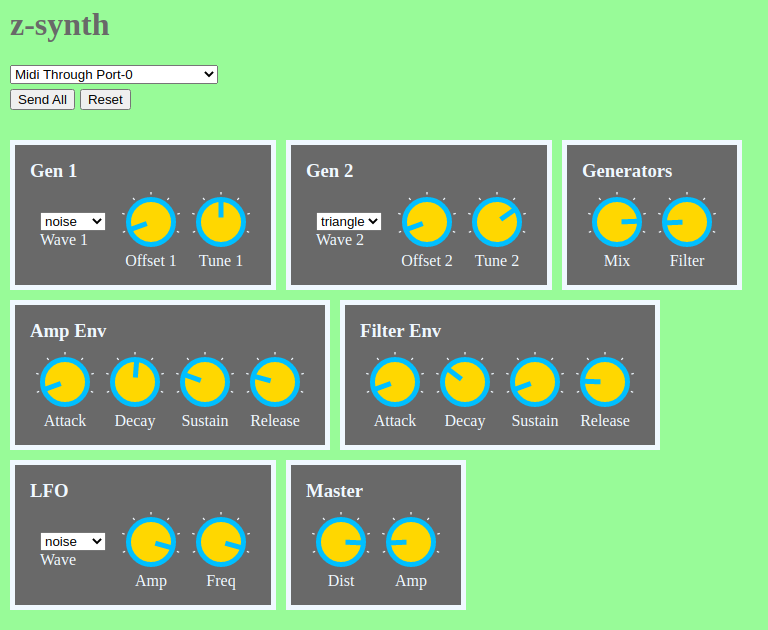 z-synth
Midi Through Port-0
Send All Reset
Gen 1
noise
Wave 1
Offset 1 Tune 1
Gen 2
triangle
Wave 2
Offset 2 Tune 2
Generators
Mix Filter
Amp Env
Attack Decay Sustain Release
Filter Env
Attack Decay Sustain Release
LFO
noise
Wave
Amp Freq
Master
Dist Amp